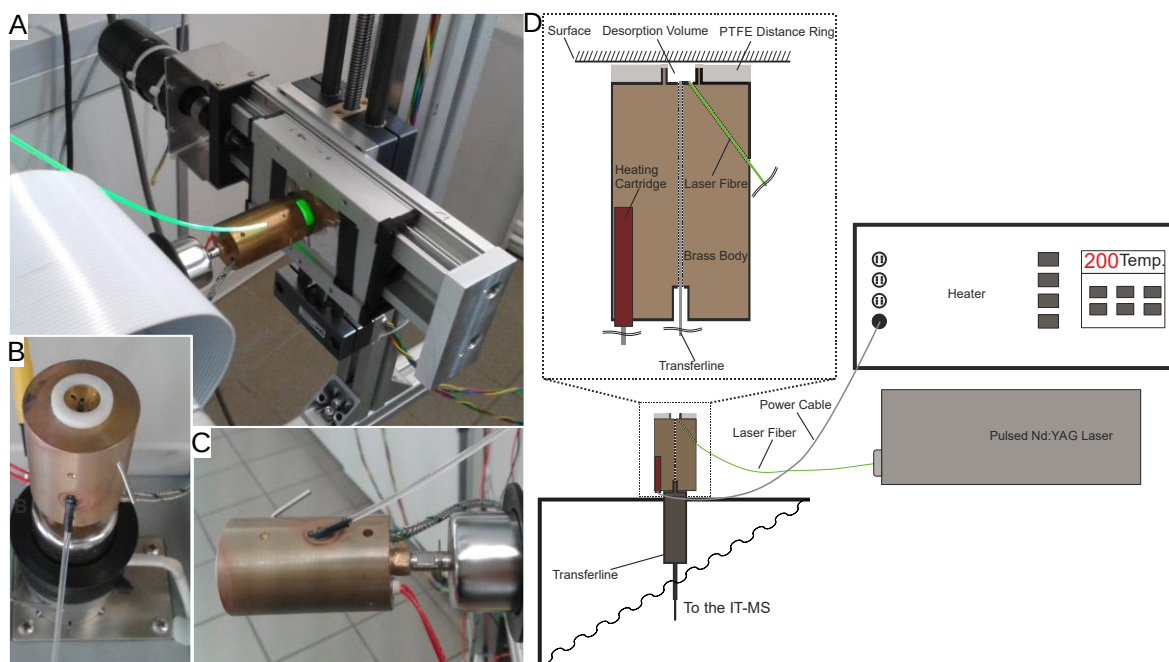 A
B
B
C
D
Surface
Desorption Volume
PTFE Distance Ring
Heating
Cartridge
Laser Fibre
Brass Body
Transferline
Heater
200 Temp.
Power Cable
Laser Fiber
Pulsed Nd:YAG Laser
Transferline
To the IT-MS